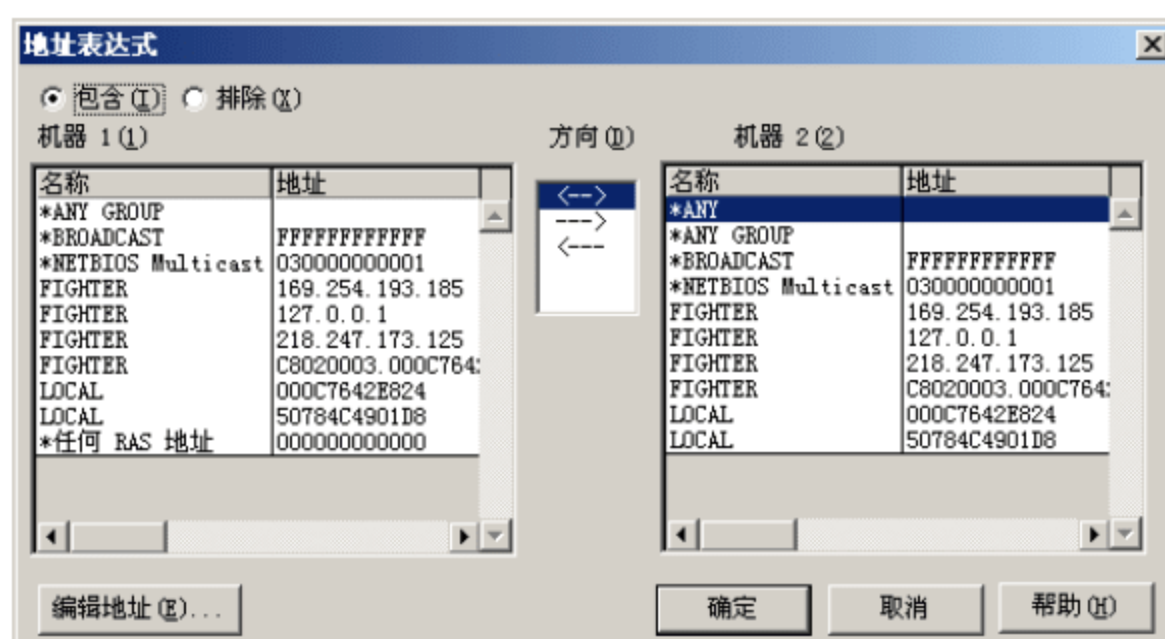 地址表达式
包含(I) 排除(X)
机器 1(1) 方向(D) 机器 2(2)
名称 地址
*ANY GROUP
*BROADCAST FFFFFFFFFFFF
*NETBIOS Multicast 030000000001
FIGHTER 169.254.193.185
FIGHTER 127.0.0.1
FIGHTER 218.247.173.125
FIGHTER C8020003.000C764
LOCAL 000C7642E824
LOCAL 50784C4901D8
*任何 RAS 地址 000000000000
<-->
--->
<---
名称 地址
*ANY
*ANY GROUP
*BROADCAST FFFFFFFFFFFF
*NETBIOS Multicast 030000000001
FIGHTER 169.254.193.185
FIGHTER 127.0.0.1
FIGHTER 218.247.173.125
FIGHTER C8020003.000C764
LOCAL 000C7642E824
LOCAL 50784C4901D8
编辑地址(E)... 确定 取消 帮助(H)